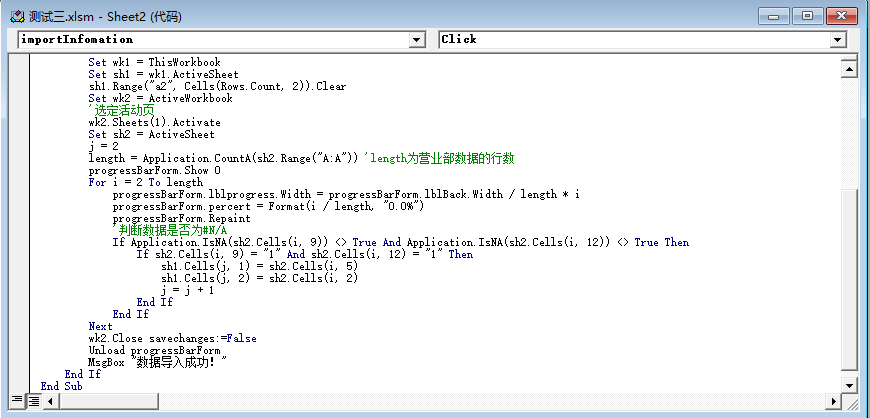 测试三.xlsm - Sheet2 (代码)
importInfomation
Click
Set wk1 = ThisWorkbook
Set sh1 = wk1.ActiveSheet
sh1.Range("a2", Cells(Rows.Count, 2)).Clear
Set wk2 = ActiveWorkbook
'选定活动页
wk2.Sheets(1).Activate
Set sh2 = ActiveSheet
j = 2
length = Application.CountA(sh2.Range("A:A")) 'length为营业部数据的行数
progressBarForm.Show 0
For i = 2 To length
progressBarForm.lblprogress.Width = progressBarForm.lblBack.Width / length * i
progressBarForm.percert = Format(i / length, "0.0%")
progressBarForm.Repaint
'判断数据是否为#N/A
If Application.IsNA(sh2.Cells(i, 9)) <> True And Application.IsNA(sh2.Cells(i, 12)) <> True Then
If sh2.Cells(i, 9) = "1" And sh2.Cells(i, 12) = "1" Then
sh1.Cells(j, 1) = sh2.Cells(i, 5)
sh1.Cells(j, 2) = sh2.Cells(i, 2)
j = j + 1
End If
End If
Next
wk2.Close savechanges:=False
Unload progressBarForm
MsgBox "数据导入成功！"
End If
End Sub